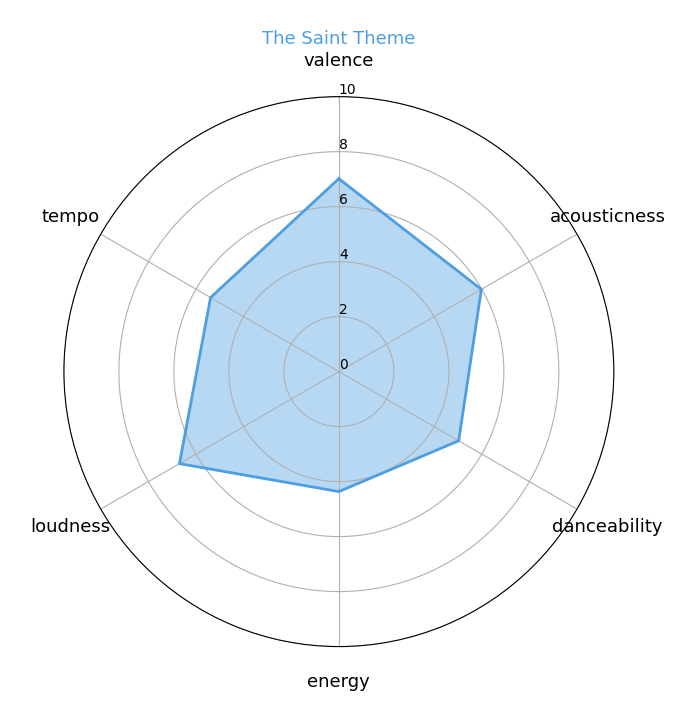 The Saint Theme
valence
10
8
6
4
2
0
tempo
acousticness
loudness
danceability
energy